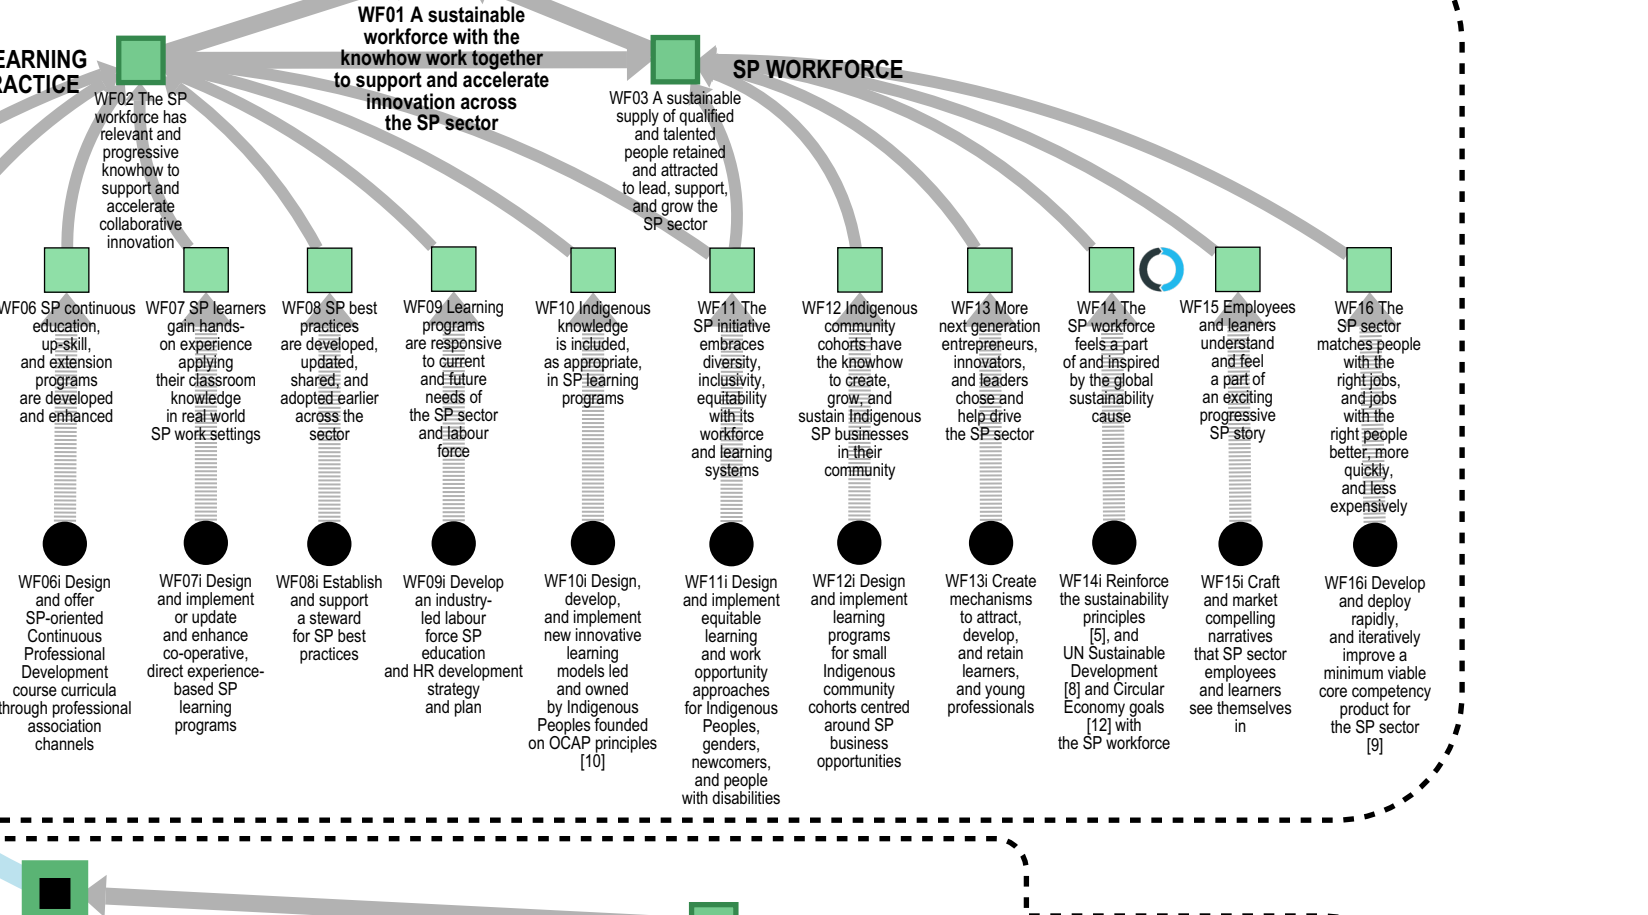 WF01 A sustainable
workforce with the
knowhow work together
to support and accelerate
innovation across
the SP sector
EARNING
RACTICE
SP WORKFORCE
WF02 The SP
workforce has
relevant and
progressive
knowhow to
support and
accelerate
collaborative
innovation
WF03 A sustainable
supply of qualified
and talented
people retained
and attracted
to lead, support,
and grow the
SP sector
WF06 SP continuous
education,
up-skill,
and extension
programs
are developed
and enhanced
WF07 SP learners
gain hands-
on experience
applying
their classroom
knowledge
in real world
SP work settings
WF08 SP best
practices
are developed,
updated,
shared, and
adopted earlier
across the
sector
WF09 Learning
programs
are responsive
to current
and future
needs of
the SP sector
and labour
force
WF10 Indigenous
knowledge
is included,
as appropriate,
in SP learning
programs
WF11 The
SP initiative
embraces
diversity,
inclusivity,
equitability
with its
workforce
and learning
systems
WF12 Indigenous
community
cohorts have
the knowhow
to create,
grow, and
sustain Indigenous
SP businesses
in their
community
WF13 More
next generation
entrepreneurs,
innovators,
and leaders
chose and
help drive
the SP sector
WF14 The
SP workforce
feels a part
of and inspired
by the global
sustainability
cause
WF15 Employees
and leaners
understand
and feel
a part of
an exciting
progressive
SP story
WF16 The
SP sector
matches people
with the
right jobs,
and jobs
with the
right people
better, more
quickly,
and less
expensively
WF06i Design
and offer
SP-oriented
Continuous
Professional
Development
course curricula
through professional
association
channels
WF07i Design
and implement
or update
and enhance
co-operative,
direct experience-
based SP
learning
programs
WF08i Establish
and support
a steward
for SP best
practices
WF09i Develop
an industry-
led labour
force SP
education
and HR development
strategy
and plan
WF10i Design,
develop,
and implement
new innovative
learning
models led
and owned
by Indigenous
Peoples founded
on OCAP principles
[10]
WF11i Design
and implement
equitable
learning
and work
opportunity
approaches
for Indigenous
Peoples,
genders,
newcomers,
and people
with disabilities
WF12i Design
and implement
learning
programs
for small
Indigenous
community
cohorts centred
around SP
business
opportunities
WF13i Create
mechanisms
to attract,
develop,
and retain
learners,
and young
professionals
WF14i Reinforce
the sustainability
principles
[5], and
UN Sustainable
Development
[8] and Circular
Economy goals
[12] with
the SP workforce
WF15i Craft
and market
compelling
narratives
that SP sector
employees
and learners
see themselves
in
WF16i Develop
and deploy
rapidly,
and iteratively
improve a
minimum viable
core competency
product for
the SP sector
[9]